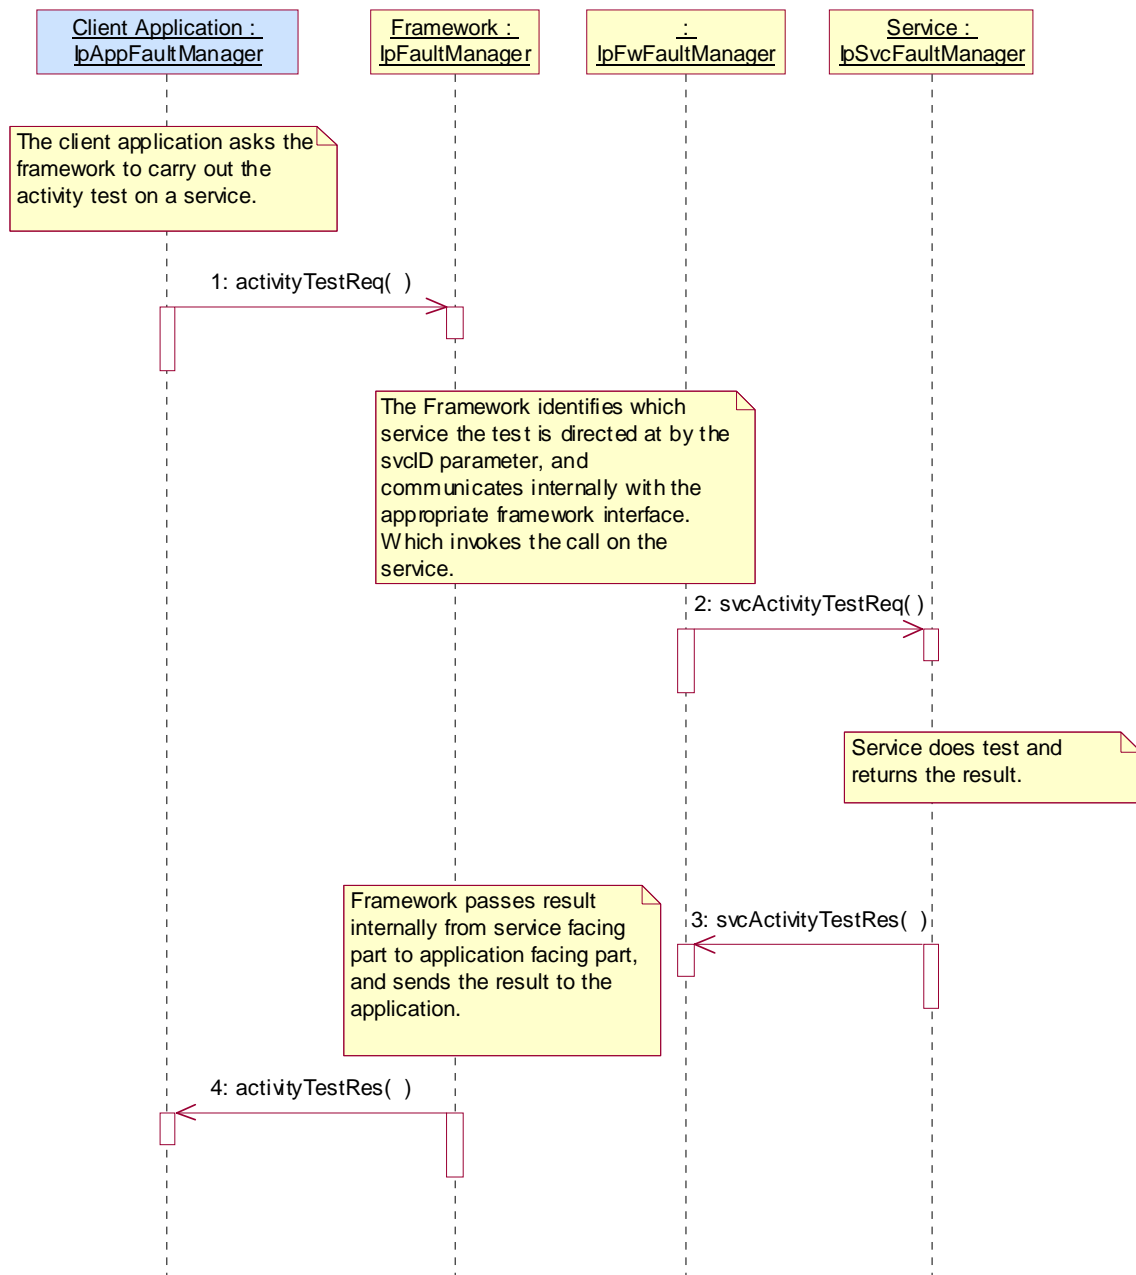 Client Application :
IpAppFaultManager
Framework :
IpFaultManager
:
IpFwFaultManager
Service :
IpSvcFaultManager
The client application asks the
framework to carry out the
activity test on a service.
1: activityTestReq( )
The Framework identifies which
service the test is directed at by the
svcID parameter, and
communicates internally with the
appropriate framework interface.
Which invokes the call on the
service.
2: svcActivityTestReq( )
Service does test and
returns the result.
Framework passes result
internally from service facing
part to application facing part,
and sends the result to the
application.
3: svcActivityTestRes( )
4: activityTestRes( )